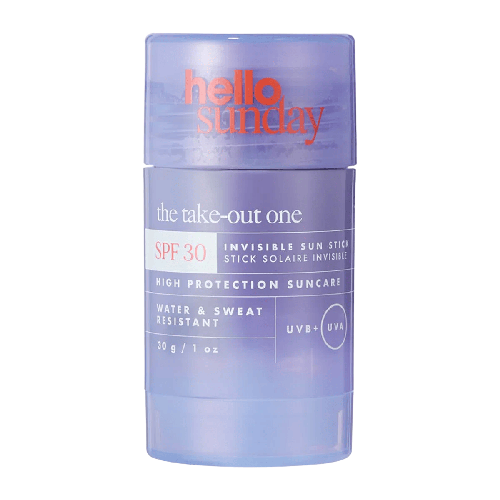 hello
sunday
the take-out one
SPF 30
INVISIBLE SUN STICK
STICK SOLAIRE INVISIBLE
HIGH PROTECTION SUNCARE
WATER & SWEAT
RESISTANT
UVB+ UVA
30 g / 1 oz